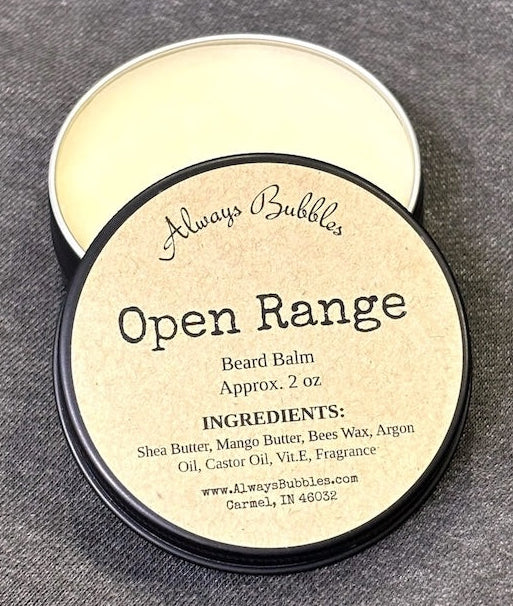 Always Bubbles
Open Range
Beard Balm
Approx. 2 oz
INGREDIENTS:
Shea Butter, Mango Butter, Bees Wax, Argon
Oil, Castor Oil, Vit.E, Fragrance
www.AlwaysBubbles.com
Carmel, IN 46032